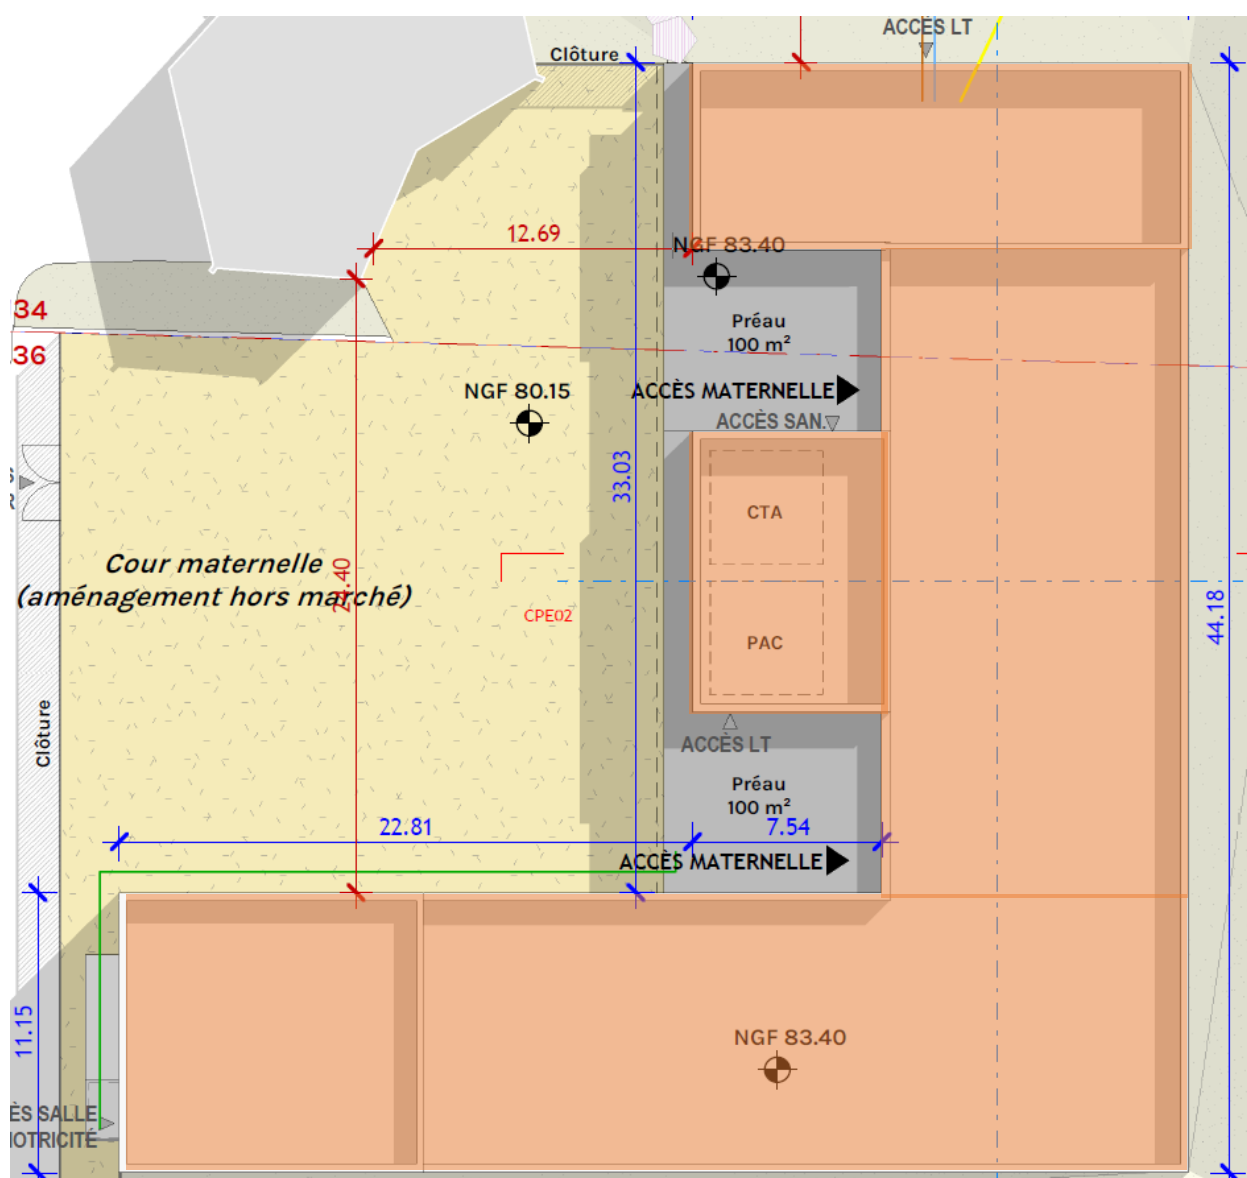 ACCÈS LT
Clôture
12.69
NGF 83.40
34
Préau
100 m²
36
NGF 80.15
ACCÈS MATERNELLE
ACCÈS SAN.
33.03
CTA
Cour maternelle
(aménagement hors marché)
24.40
CPE02
44.18
PAC
Clôture
ACCÈS LT
Préau
100 m²
22.81
7.54
ACCÈS MATERNELLE
11.15
NGF 83.40
ÈS SALLE
OTRICITÉ